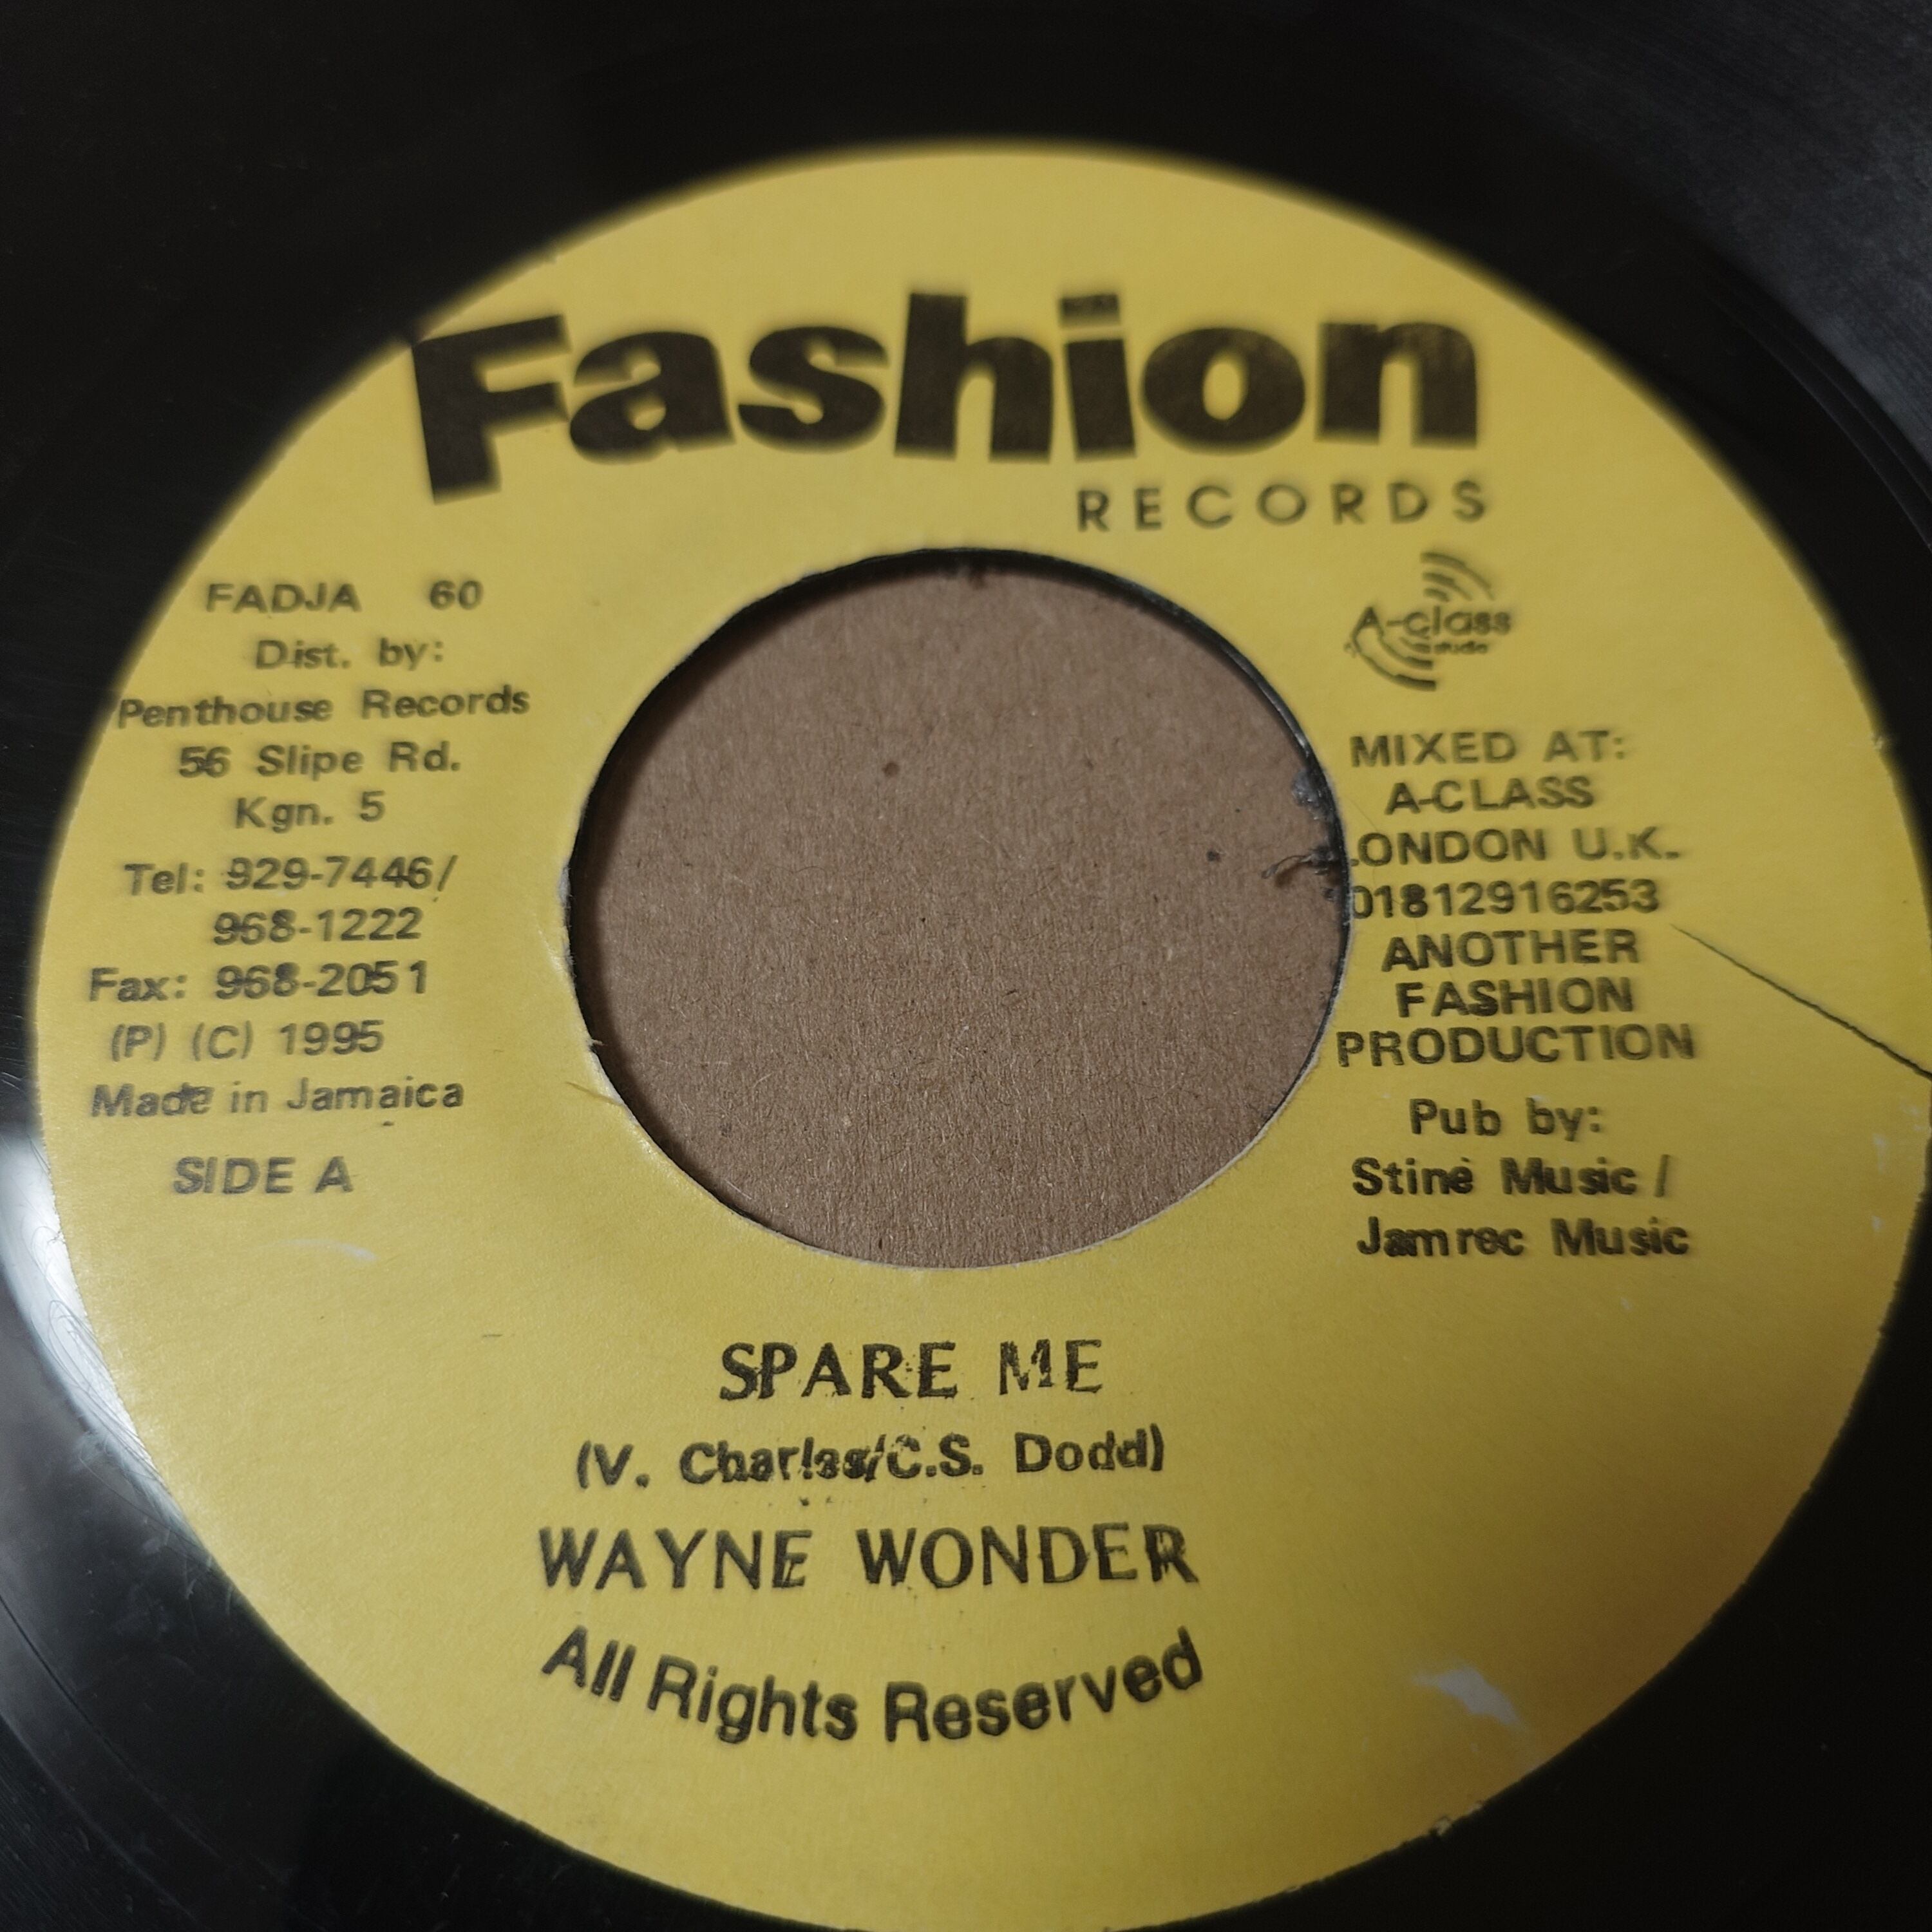 Fashion
RECORDS
FADJA 60
Dist. by:
Penthouse Records
56 Slipe Rd.
Kgn. 5
Tel: 929-7446/
968-1222
Fax: 968-2051
(P) (C) 1995
Made in Jamaica
SIDE A
A-class
studio
MIXED AT:
A-CLASS
LONDON U.K.
01812916253
ANOTHER
FASHION
PRODUCTION
Pub by:
Stine Music /
Jamrec Music
SPARE ME
(V. Charles/C.S. Dodd)
WAYNE WONDER
All Rights Reserved